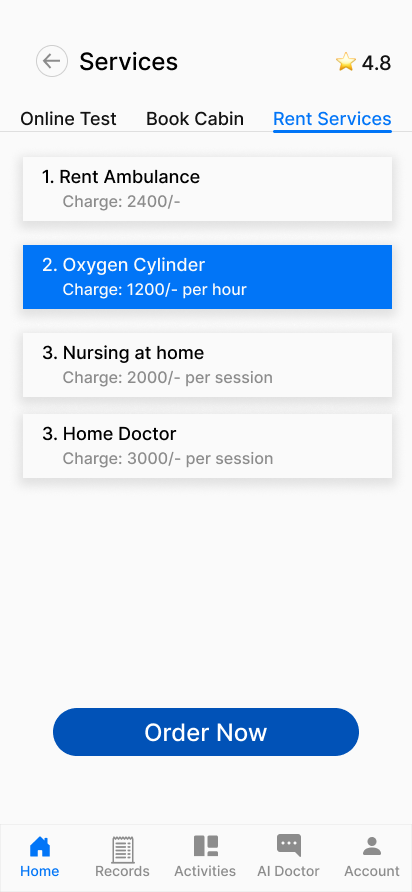 Services
4.8
Online Test Book Cabin Rent Services
1. Rent Ambulance
Charge: 2400/-
2. Oxygen Cylinder
Charge: 1200/- per hour
3. Nursing at home
Charge: 2000/- per session
3. Home Doctor
Charge: 3000/- per session
Order Now
Home Records Activities AI Doctor Account